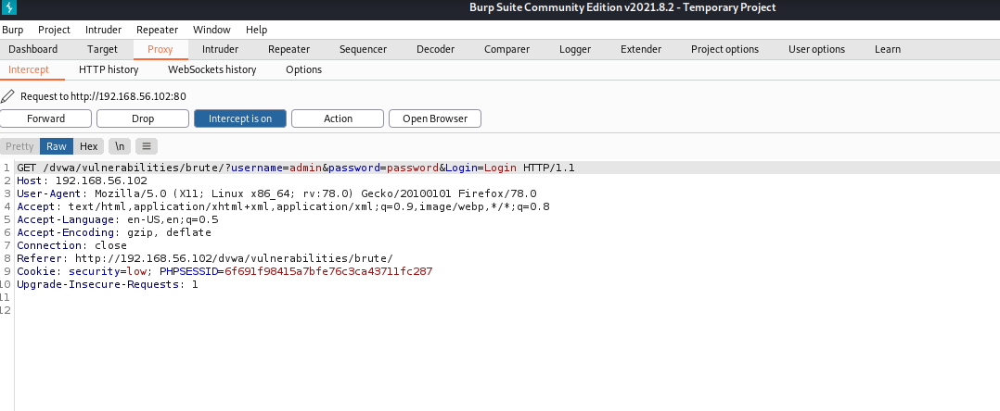 Burp Suite Community Edition v2021.8.2 - Temporary Project
Burp Project Intruder Repeater Window Help
Dashboard Target Proxy Intruder Repeater Sequencer Decoder Comparer Logger Extender Project options User options Learn
Intercept HTTP history WebSockets history Options
Request to http://192.168.56.102:80
Forward Drop Intercept is on Action Open Browser
Pretty Raw Hex \n
1 GET /dvwa/vulnerabilities/brute/?username=admin&password=password&Login=Login HTTP/1.1
2 Host: 192.168.56.102
3 User-Agent: Mozilla/5.0 (X11; Linux x86_64; rv:78.0) Gecko/20100101 Firefox/78.0
4 Accept: text/html,application/xhtml+xml,application/xml;q=0.9,image/webp,*/*;q=0.8
5 Accept-Language: en-US,en;q=0.5
6 Accept-Encoding: gzip, deflate
7 Connection: close
8 Referer: http://192.168.56.102/dvwa/vulnerabilities/brute/
9 Cookie: security=low; PHPSESSID=6f691f98415a7bfe76c3ca43711fc287
10 Upgrade-Insecure-Requests: 1
11
12